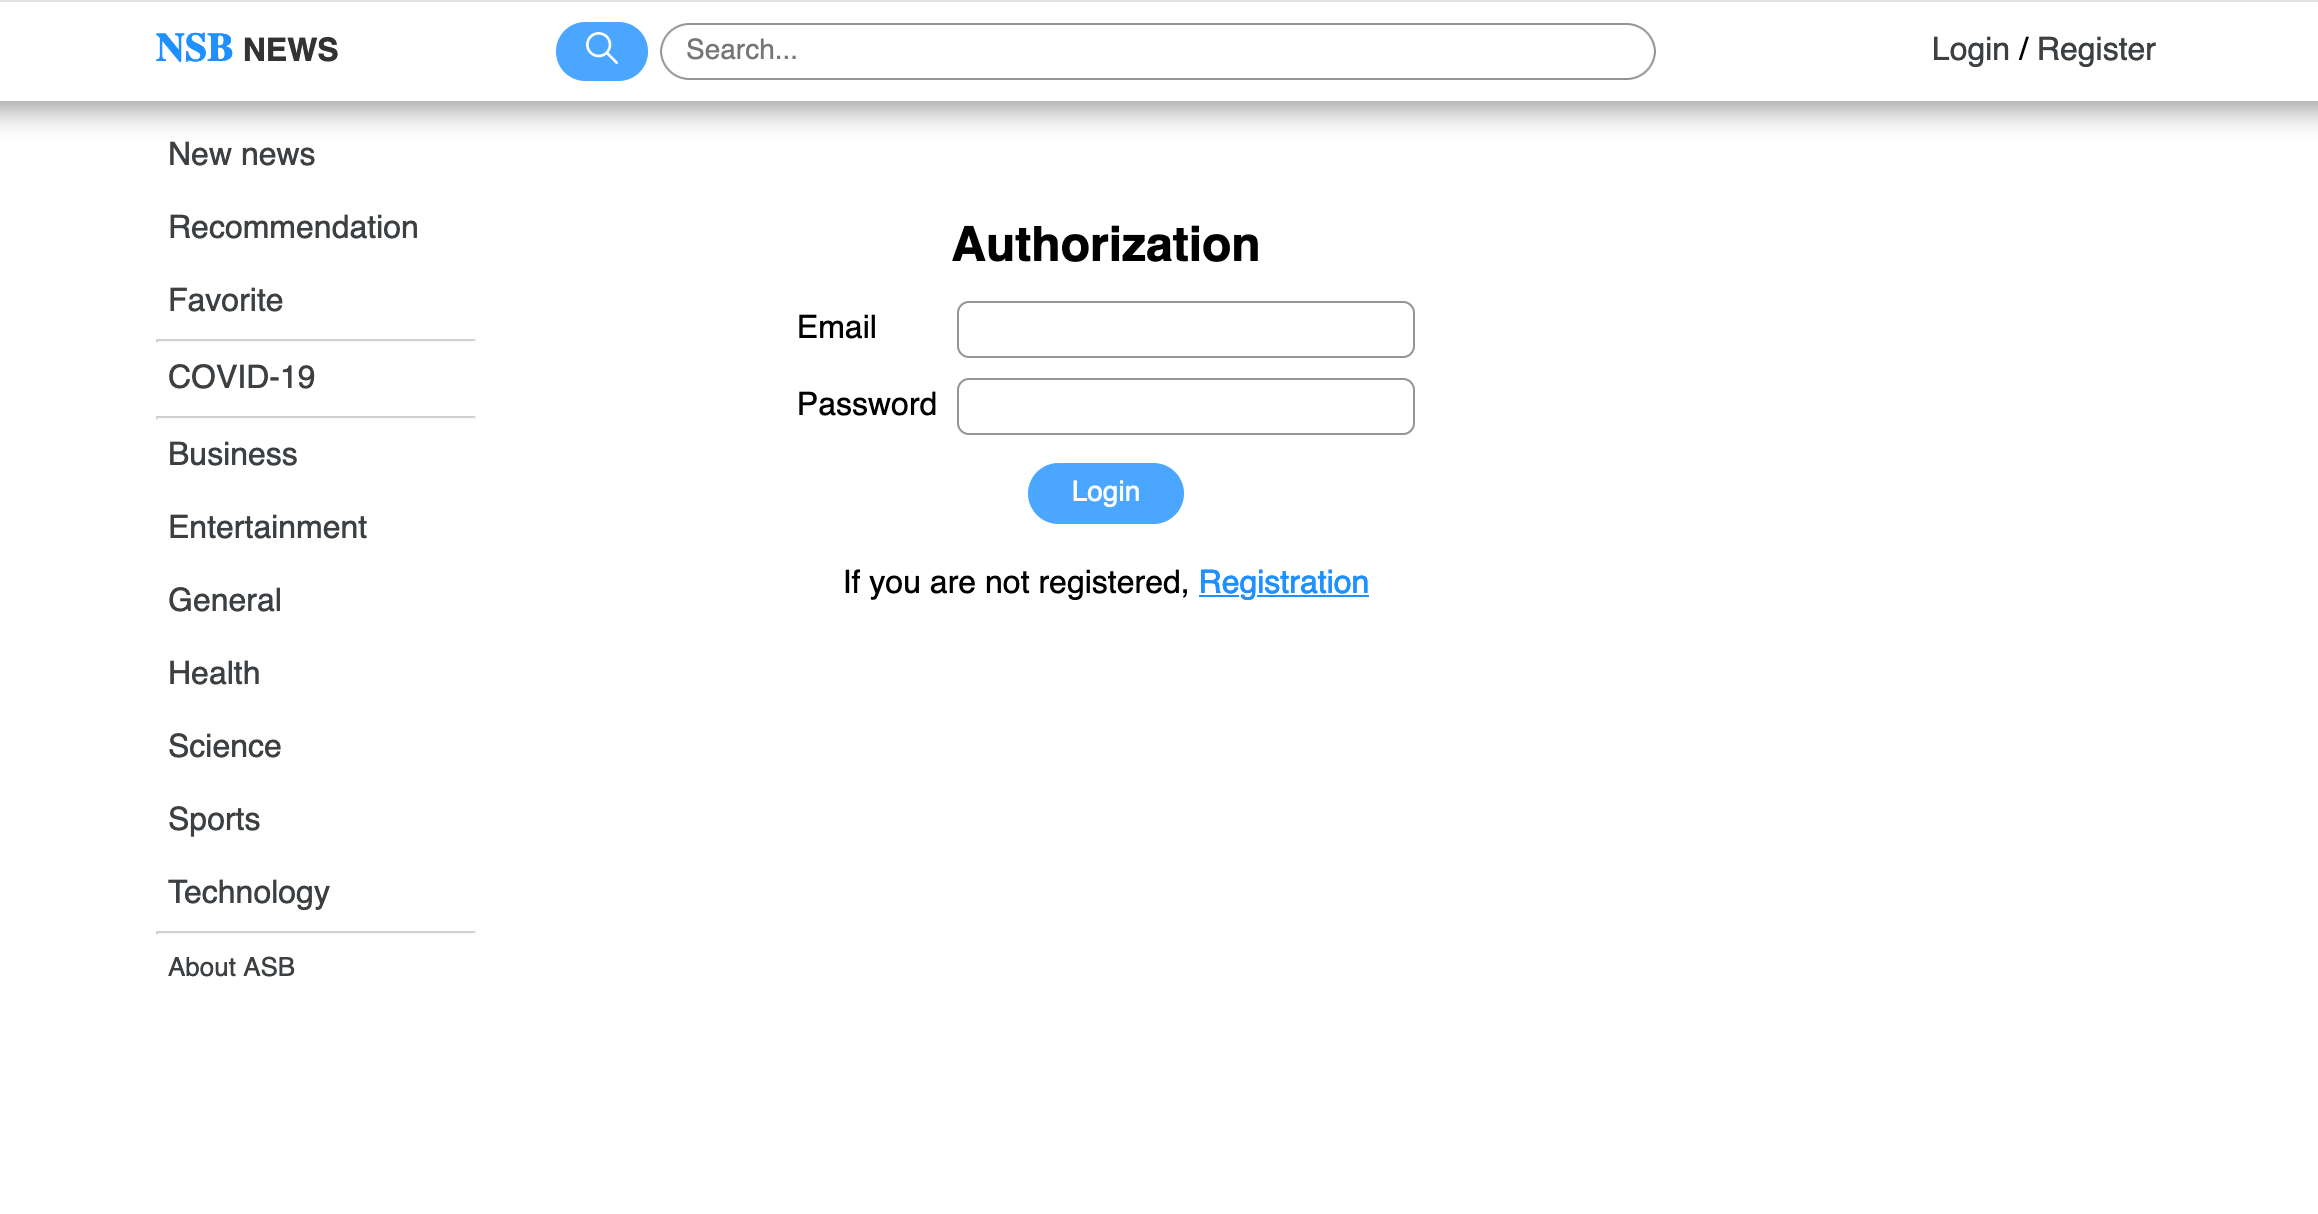 NSB NEWS
Search...
Login / Register
New news
Recommendation
Favorite
COVID-19
Business
Entertainment
General
Health
Science
Sports
Technology
About ASB
Authorization
Email
Password
Login
If you are not registered, Registration